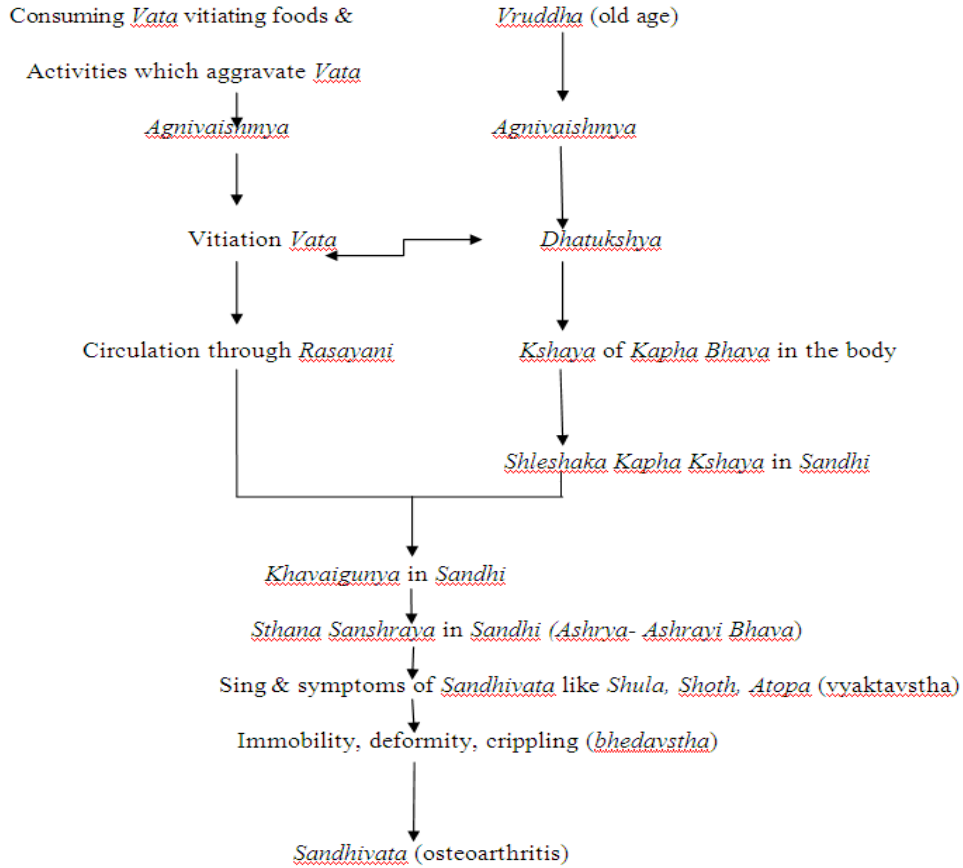 Consuming Vata vitiating foods &
Activities which aggravate Vata
Agnivaishmya
Vitiation Vata
Circulation through Rasayani
Vruddha (old age)
Agnivaishmya
Dhatukshya
Kshaya of Kapha Bhava in the body
Shleshaka Kapha Kshaya in Sandhi
Khavaigunya in Sandhi
Sthana Sanshraya in Sandhi (Ashrya- Ashrayi Bhava)
Sing & symptoms of Sandhivata like Shula, Shoth, Atopa (vyaktavstha)
Immobility, deformity, crippling (bhedavstha)
Sandhivata (osteoarthritis)